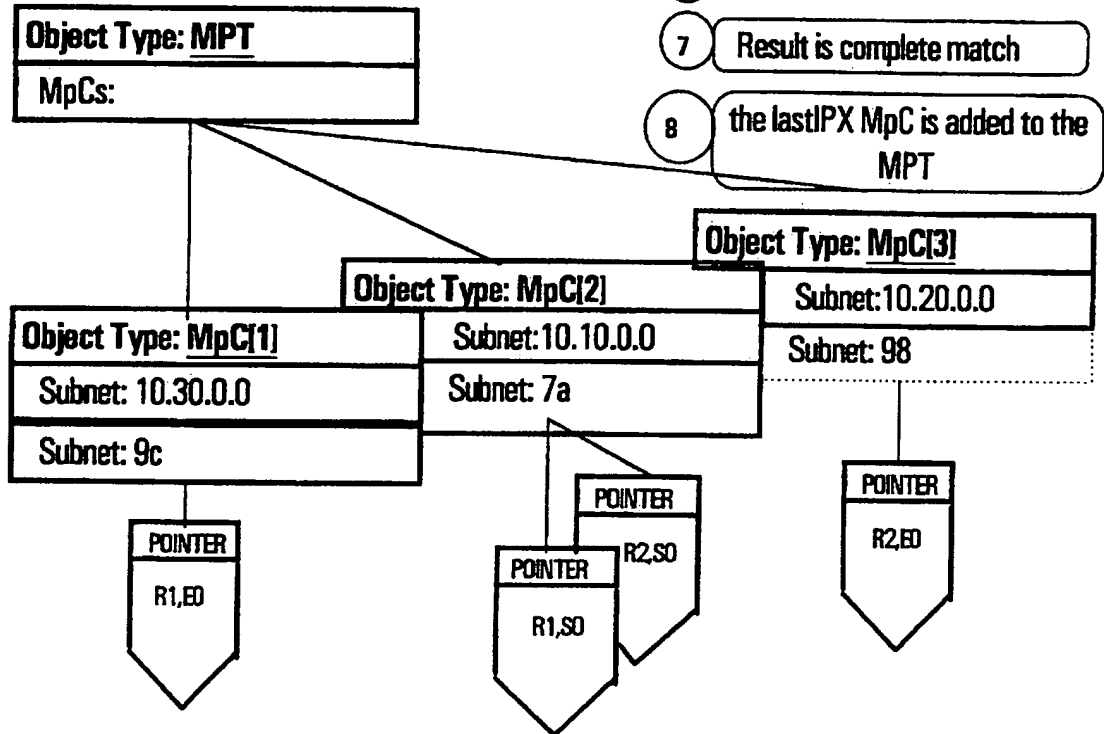 Object Type: MPT
MpCs:
7
Result is complete match
8
the lastIPX MpC is added to the
MPT
Object Type: MpC[3]
Subnet:10.20.0.0
Subnet: 98
Object Type: MpC[2]
Subnet:10.10.0.0
Subnet: 7a
Object Type: MpC[1]
Subnet: 10.30.0.0
Subnet: 9c
POINTER
R1,E0
POINTER
R1,S0
POINTER
R2,S0
POINTER
R2,E0